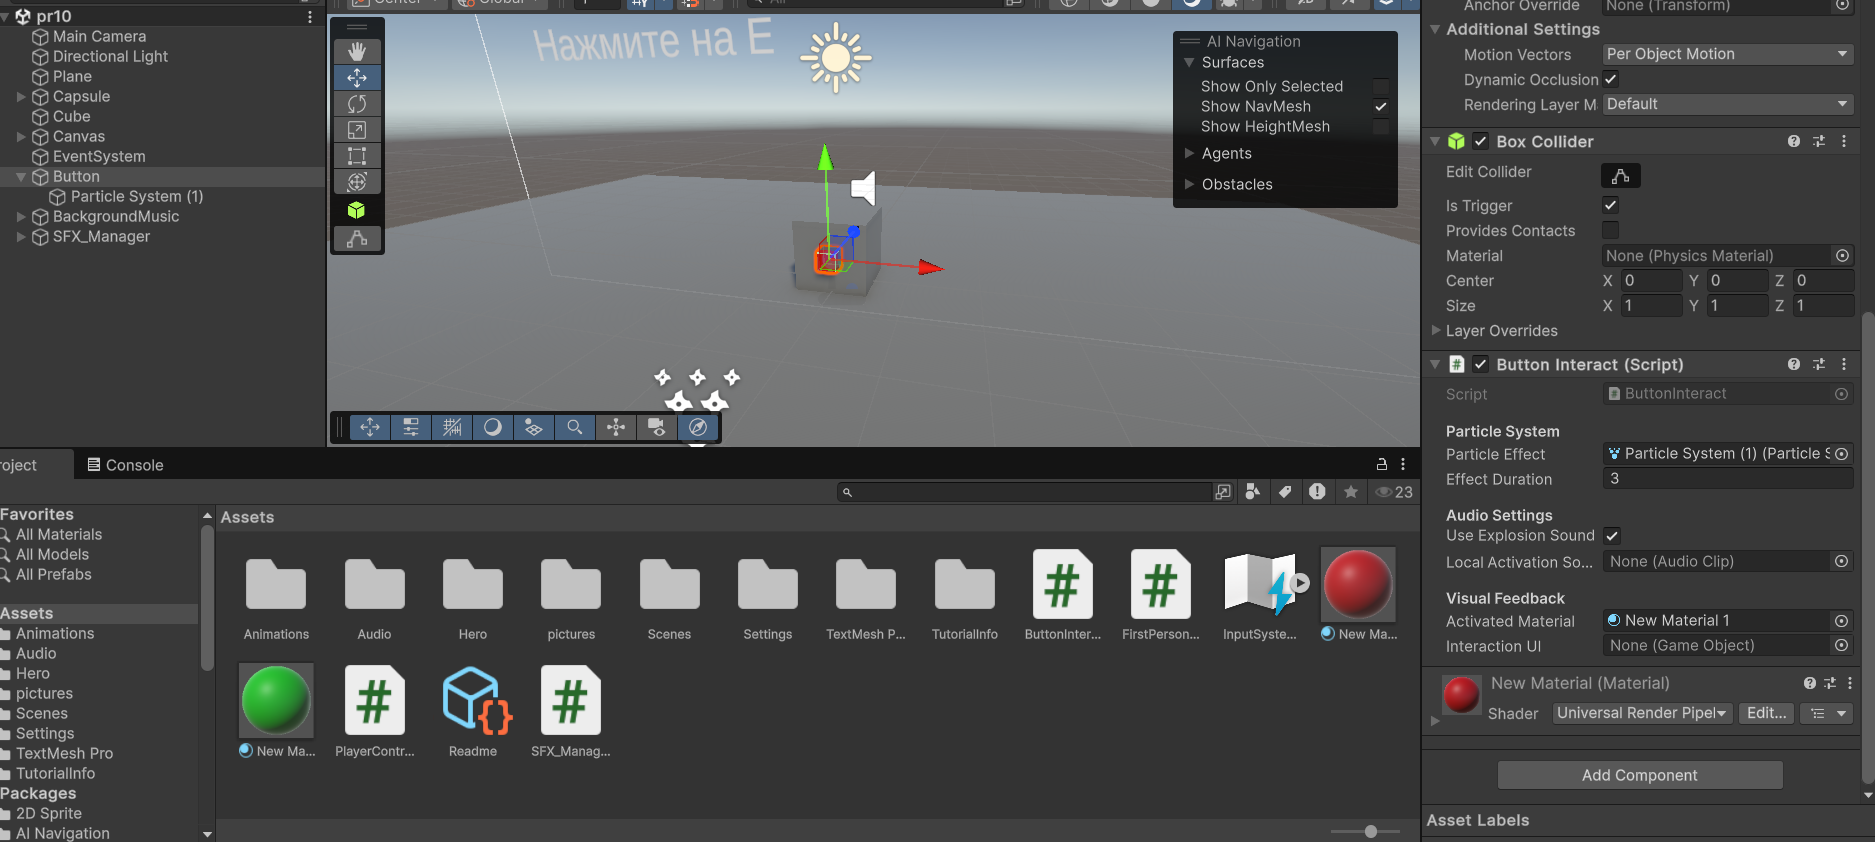 pr10
Main Camera
Directional Light
Plane
Capsule
Cube
Canvas
EventSystem
Button
Particle System (1)
BackgroundMusic
SFX_Manager
Center
Global
Нажмите на E
AI Navigation
Surfaces
Show Only Selected
Show NavMesh
Show HeightMesh
Agents
Obstacles
roject
Console
23
Favorites
All Materials
All Models
All Prefabs
Assets
Animations
Audio
Hero
pictures
Scenes
Settings
TextMesh Pro
TutorialInfo
Packages
2D Sprite
AI Navigation
Assets
Animations
Audio
Hero
pictures
Scenes
Settings
TextMesh P...
TutorialInfo
ButtonInter...
FirstPerson...
InputSyste...
New Ma...
New Ma...
PlayerContr...
Readme
SFX_Manag...
Anchor Override None (Transform)
Additional Settings
Motion Vectors Per Object Motion
Dynamic Occlusion
Rendering Layer M Default
Box Collider
Edit Collider
Is Trigger
Provides Contacts
Material None (Physics Material)
Center X 0 Y 0 Z 0
Size X 1 Y 1 Z 1
Layer Overrides
Button Interact (Script)
Script ButtonInteract
Particle System
Particle Effect Particle System (1) (Particle S
Effect Duration 3
Audio Settings
Use Explosion Sound
Local Activation So... None (Audio Clip)
Visual Feedback
Activated Material New Material 1
Interaction UI None (Game Object)
New Material (Material)
Shader Universal Render Pipel Edit...
Add Component
Asset Labels